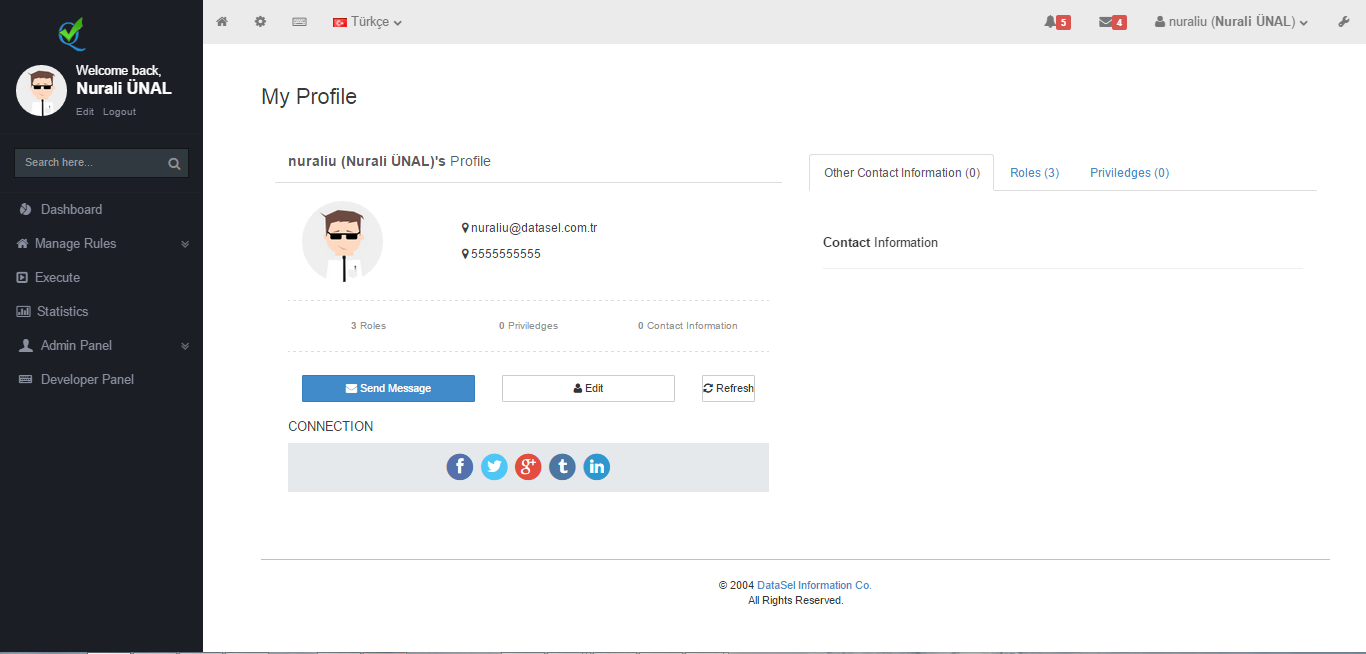 Türkçe
5
4
nuraliu (Nurali ÜNAL)
Welcome back,
Nurali ÜNAL
Edit Logout
Search here...
Dashboard
Manage Rules
Execute
Statistics
Admin Panel
Developer Panel
My Profile
nuraliu (Nurali ÜNAL)'s Profile
nuraliu@datasel.com.tr
5555555555
3 Roles
0 Priviledges
0 Contact Information
Send Message
Edit
Refresh
CONNECTION
f
g+
t
in
Other Contact Information (0)
Roles (3)
Priviledges (0)
Contact Information
© 2004 DataSel Information Co.
All Rights Reserved.